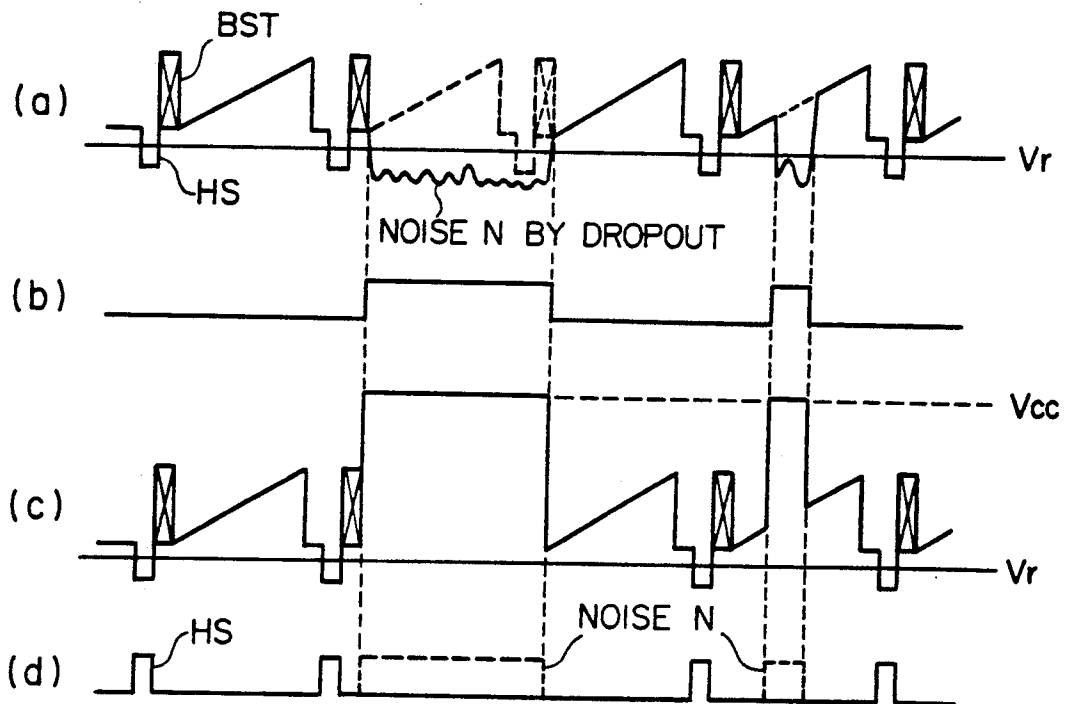 BST
(a)
Vr
HS
NOISE N BY DROPOUT
(b)
Vcc
(c)
Vr
NOISE N
HS
(d)